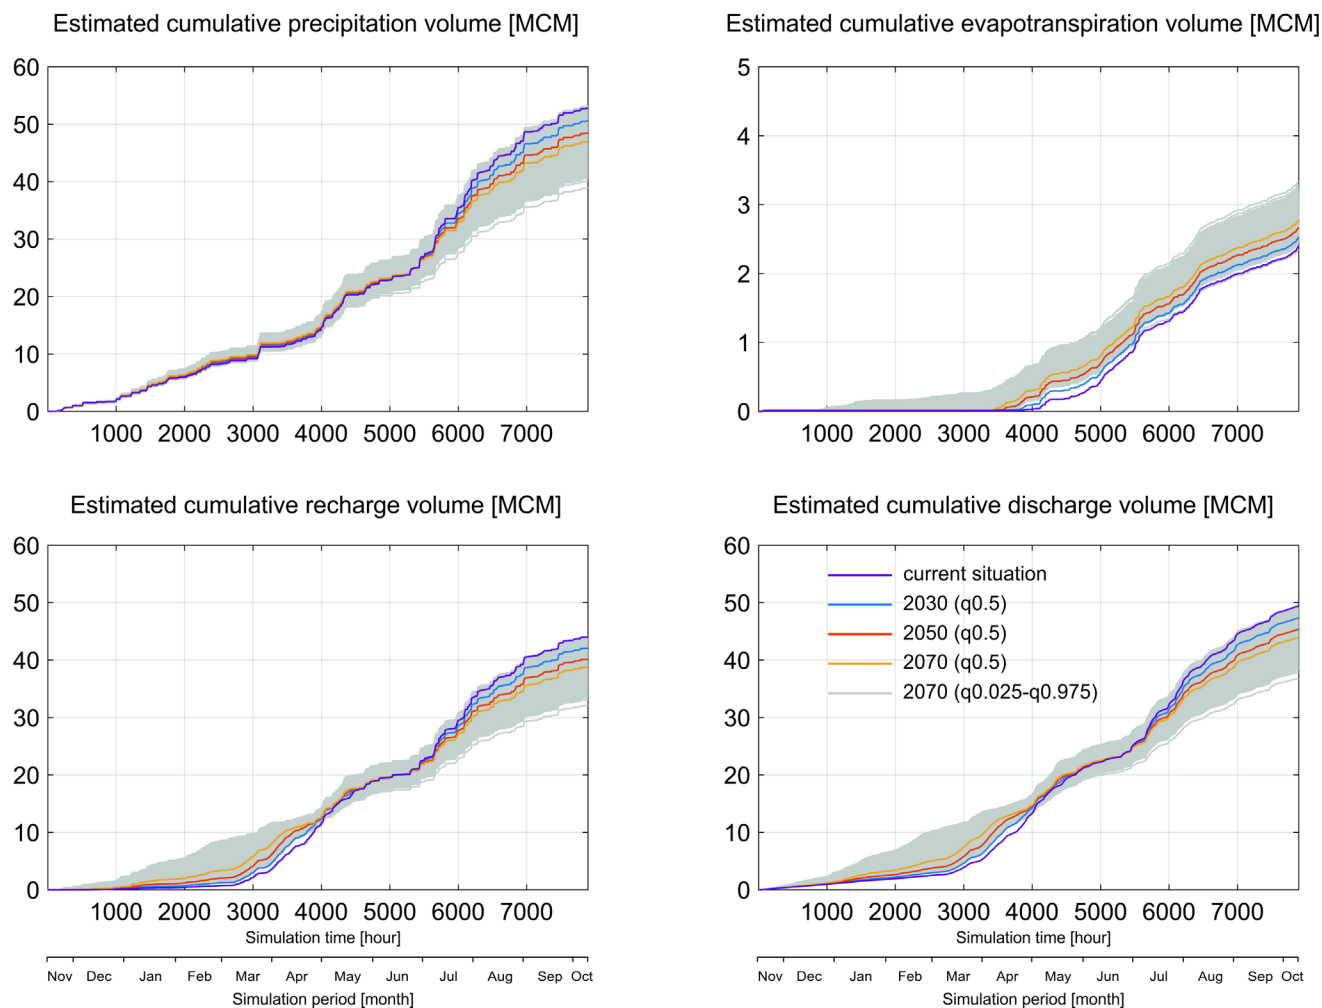 Estimated cumulative precipitation volume [MCM]
60
50
40
30
20
10
0
1000 2000 3000 4000 5000 6000 7000
Estimated cumulative evapotranspiration volume [MCM]
5
4
3
2
1
0
1000 2000 3000 4000 5000 6000 7000
Estimated cumulative recharge volume [MCM]
60
50
40
30
20
10
0
1000 2000 3000 4000 5000 6000 7000
Simulation time [hour]
Nov Dec Jan Feb Mar Apr May Jun Jul Aug Sep Oct
Simulation period [month]
Estimated cumulative discharge volume [MCM]
60
50
40
30
20
10
0
current situation
2030 (q0.5)
2050 (q0.5)
2070 (q0.5)
2070 (q0.025-q0.975)
1000 2000 3000 4000 5000 6000 7000
Simulation time [hour]
Nov Dec Jan Feb Mar Apr May Jun Jul Aug Sep Oct
Simulation period [month]